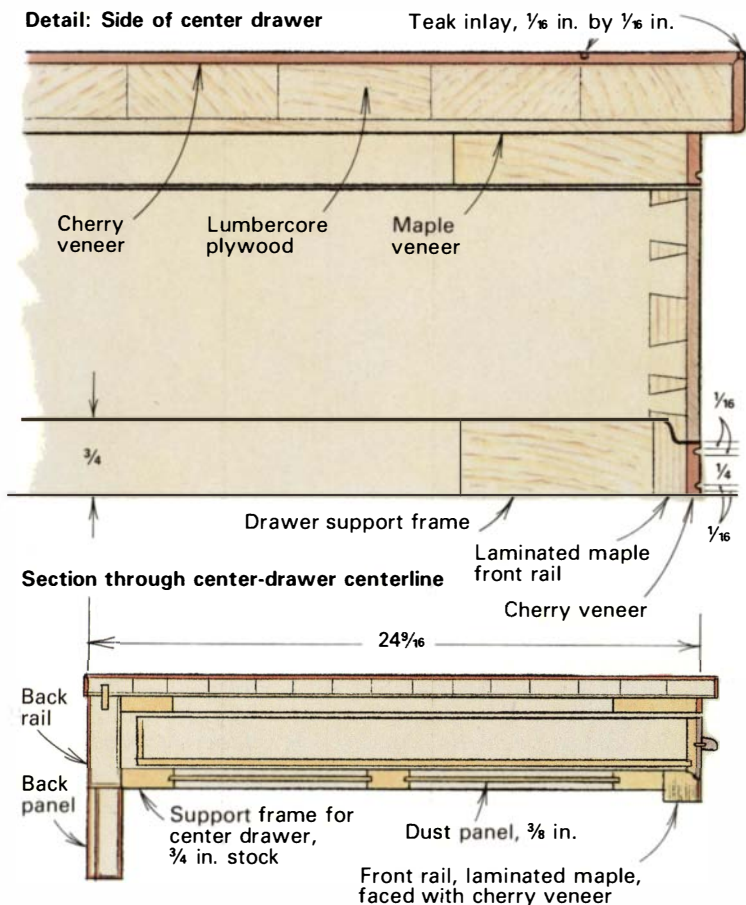 Detail: Side of center drawer
Teak inlay, 1⁄16 in. by 1⁄16 in.
Cherry
veneer
Lumbercore
plywood
Maple
veneer
3⁄4
1⁄16
1⁄4
1⁄16
Drawer support frame
Laminated maple
front rail
Cherry veneer
Section through center-drawer centerline
24 9⁄16
Back
rail
Back
panel
Support frame for
center drawer,
3⁄4 in. stock
Dust panel, 3⁄8 in.
Front rail, laminated maple,
faced with cherry veneer